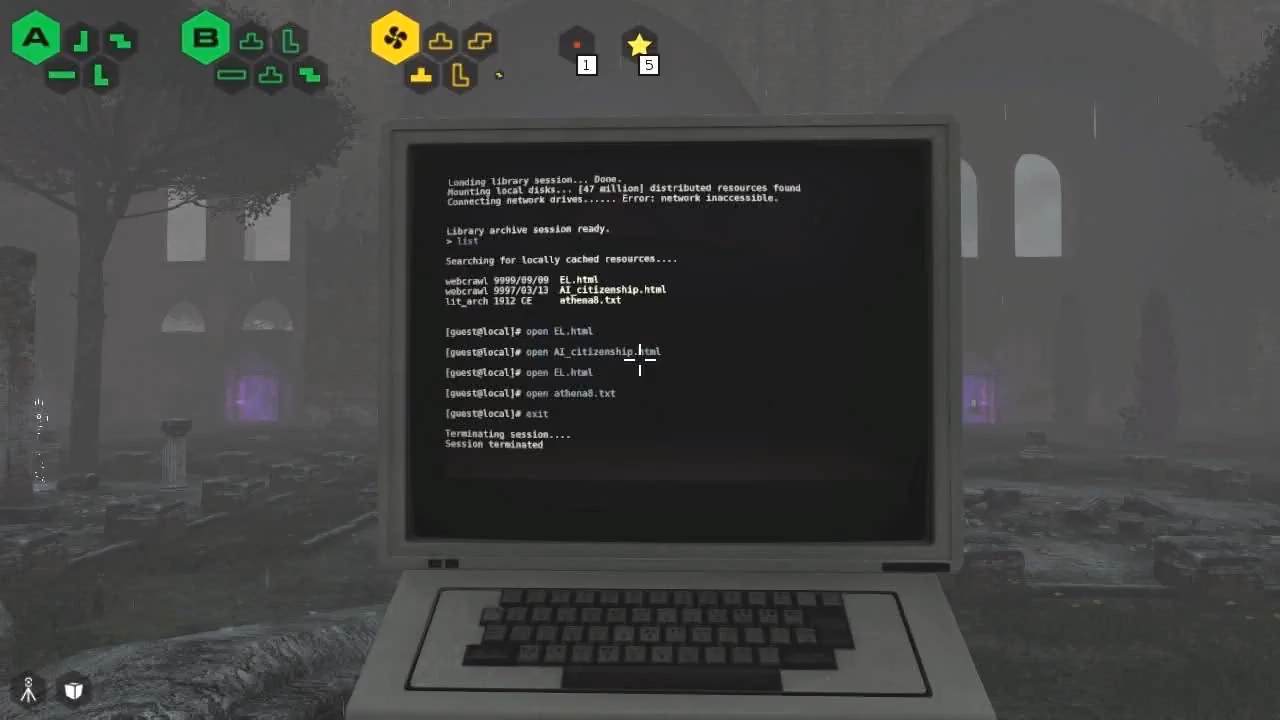 A
B
1
5
Loading library session... Done.
Mounting local disks... [47 million] distributed resources found
Connecting network drives...... Error: network inaccessible.
Library archive session ready.
> list
Searching for locally cached resources....
webcrawl 9999/09/09 EL.html
webcrawl 9997/03/13 AI_citizenship.html
lit_arch 1912 CE athena8.txt
[guest@local]# open EL.html
[guest@local]# open AI_citizenship.html
[guest@local]# open EL.html
[guest@local]# open athena8.txt
[guest@local]# exit
Terminating session....
Session terminated